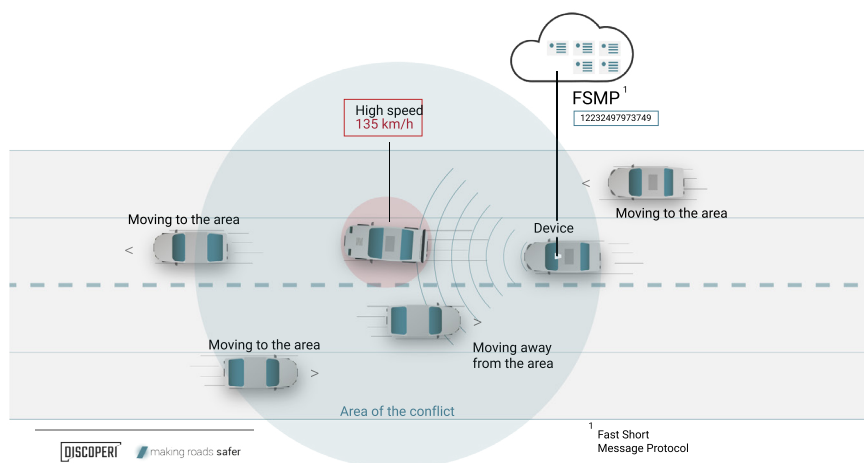 FSMP 1
12232497973749
High speed
135 km/h
Moving to the area
<
<
Moving to the area
Device
<
>
Moving to the area
Moving away
from the area
>
Area of the conflict
1 Fast Short
Message Protocol
DISCOPERI
making roads safer